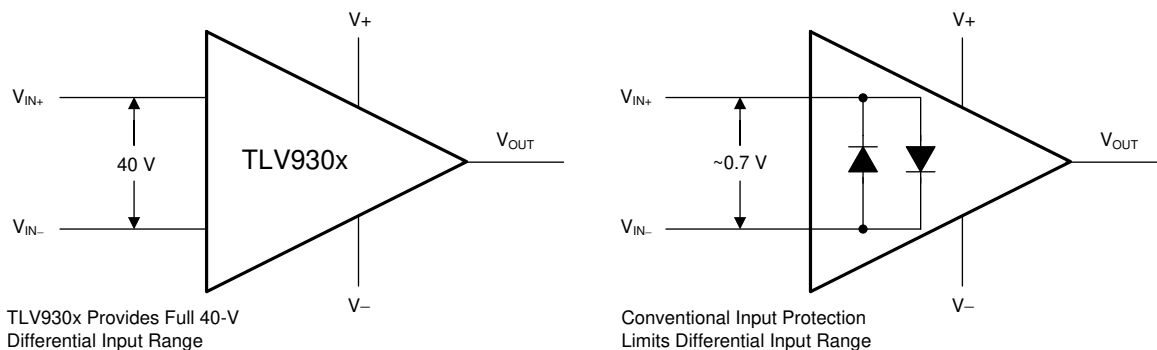 V+
V+
VIN+
VIN+
VOUT
VOUT
40 V
TLV930x
~0.7 V
VIN−
VIN−
V−
V−
TLV930x Provides Full 40-V
Differential Input Range
Conventional Input Protection
Limits Differential Input Range